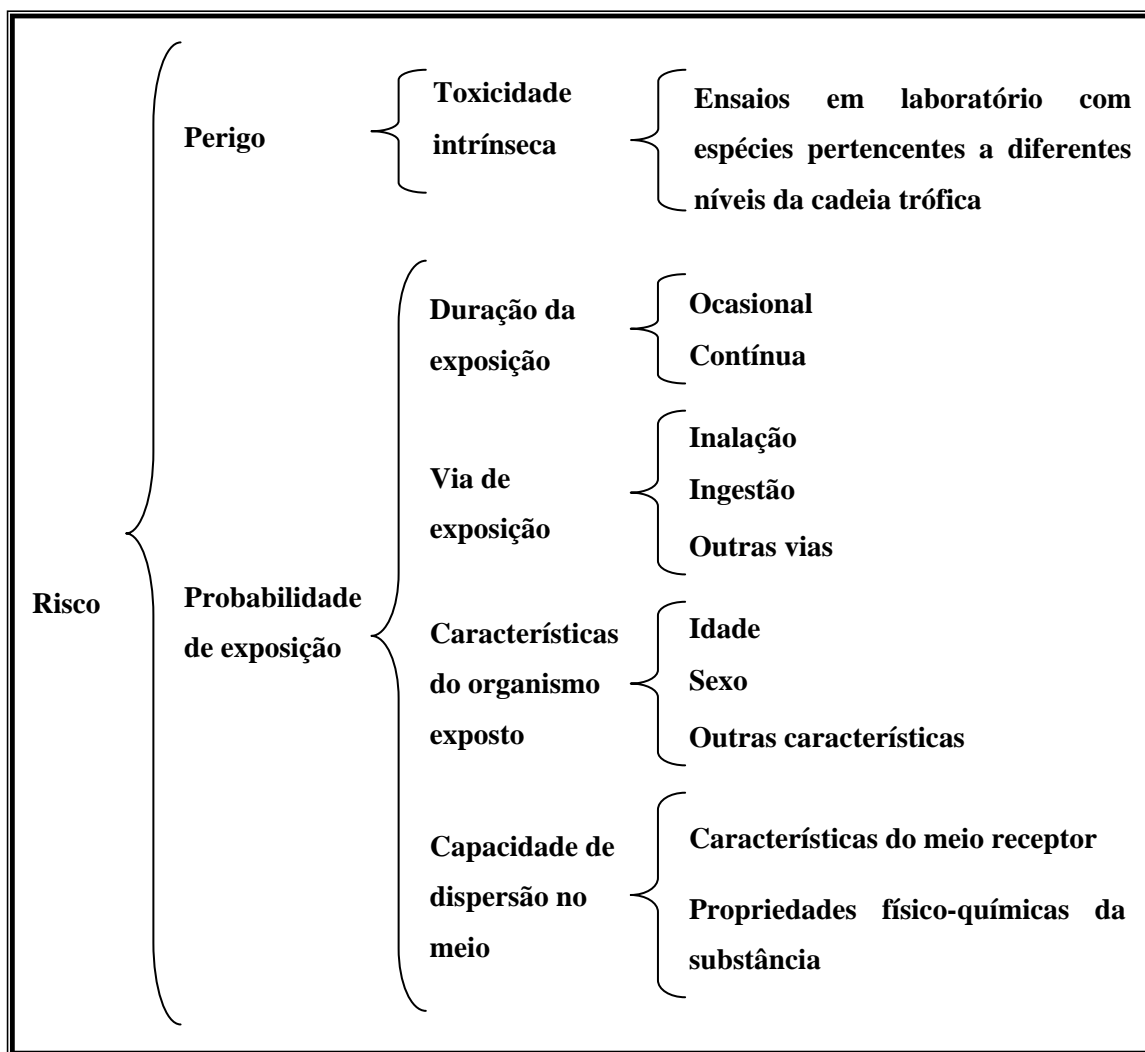 Risco
Perigo
Toxicidade
intrínseca
Ensaios em laboratório com
espécies pertencentes a diferentes
níveis da cadeia trófica
Probabilidade
de exposição
Duração da
exposição
Ocasional
Contínua
Via de
exposição
Inalação
Ingestão
Outras vias
Características
do organismo
exposto
Idade
Sexo
Outras características
Capacidade de
dispersão no
meio
Características do meio receptor
Propriedades físico-químicas da
substância